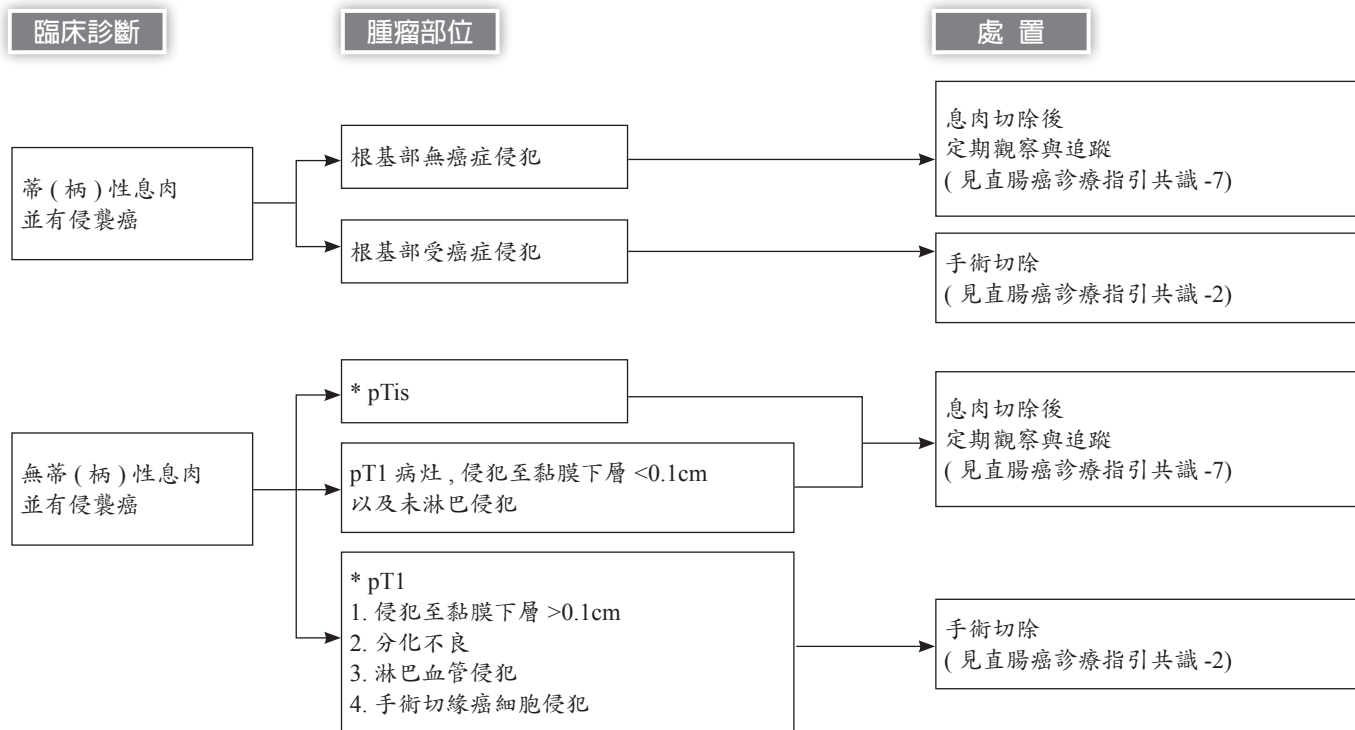 臨床診斷
腫瘤部位
處 置
蒂 ( 柄 ) 性息肉
並有侵襲癌
根基部無癌症侵犯
息肉切除後
定期觀察與追蹤
( 見直腸癌診療指引共識 -7)
根基部受癌症侵犯
手術切除
( 見直腸癌診療指引共識 -2)
無蒂 ( 柄 ) 性息肉
並有侵襲癌
* pTis
pT1 病灶 , 侵犯至黏膜下層 <0.1cm
以及未淋巴侵犯
息肉切除後
定期觀察與追蹤
( 見直腸癌診療指引共識 -7)
* pT1
1. 侵犯至黏膜下層 >0.1cm
2. 分化不良
3. 淋巴血管侵犯
4. 手術切緣癌細胞侵犯
手術切除
( 見直腸癌診療指引共識 -2)